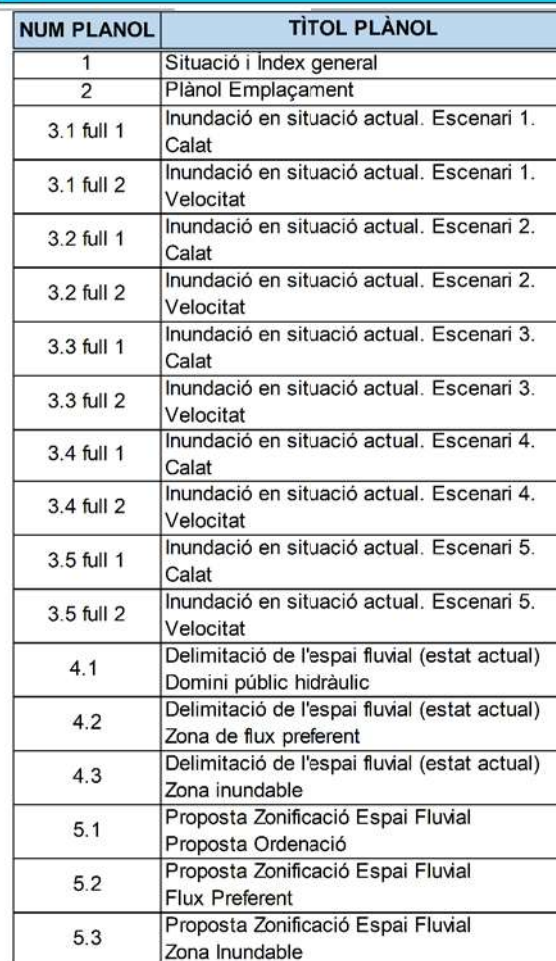 NUM PLANOL TÌTOL PLÀNOL
1 Situació i Índex general
2 Plànol Emplaçament
3.1 full 1 Inundació en situació actual. Escenari 1.
Calat
3.1 full 2 Inundació en situació actual. Escenari 1.
Velocitat
3.2 full 1 Inundació en situació actual. Escenari 2.
Calat
3.2 full 2 Inundació en situació actual. Escenari 2.
Velocitat
3.3 full 1 Inundació en situació actual. Escenari 3.
Calat
3.3 full 2 Inundació en situació actual. Escenari 3.
Velocitat
3.4 full 1 Inundació en situació actual. Escenari 4.
Calat
3.4 full 2 Inundació en situació actual. Escenari 4.
Velocitat
3.5 full 1 Inundació en situació actual. Escenari 5.
Calat
3.5 full 2 Inundació en situació actual. Escenari 5.
Velocitat
4.1 Delimitació de l'espai fluvial (estat actual)
Domini públic hidràulic
4.2 Delimitació de l'espai fluvial (estat actual)
Zona de flux preferent
4.3 Delimitació de l'espai fluvial (estat actual)
Zona inundable
5.1 Proposta Zonificació Espai Fluvial
Proposta Ordenació
5.2 Proposta Zonificació Espai Fluvial
Flux Preferent
5.3 Proposta Zonificació Espai Fluvial
Zona Inundable